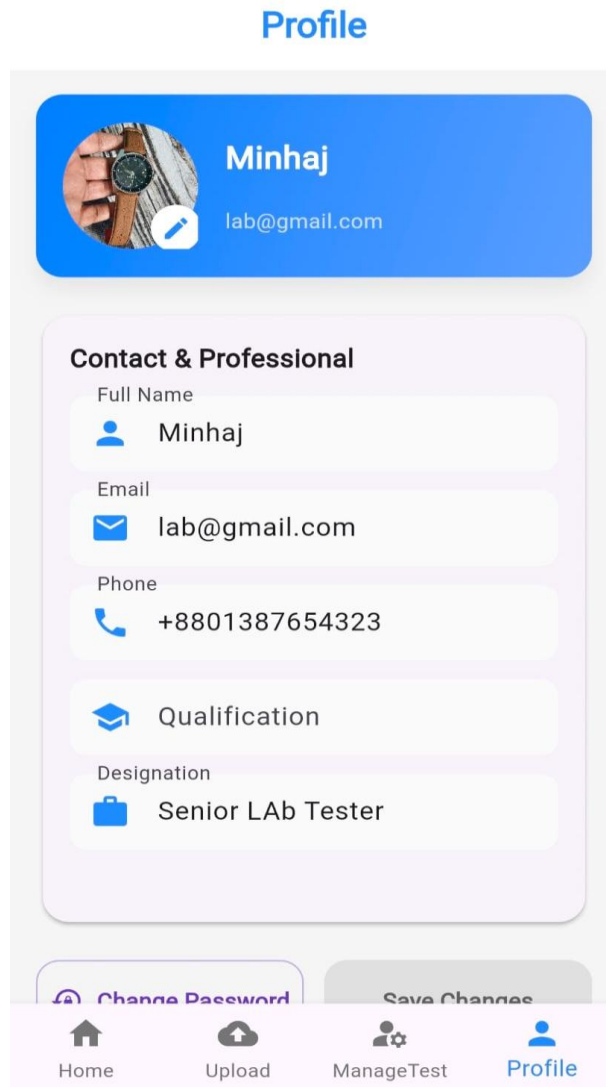 Profile
Minhaj
lab@gmail.com
Contact & Professional
Full Name
Minhaj
Email
lab@gmail.com
Phone
+8801387654323
Qualification
Designation
Senior LAb Tester
Change Password
Save Changes
Home
Upload
ManageTest
Profile